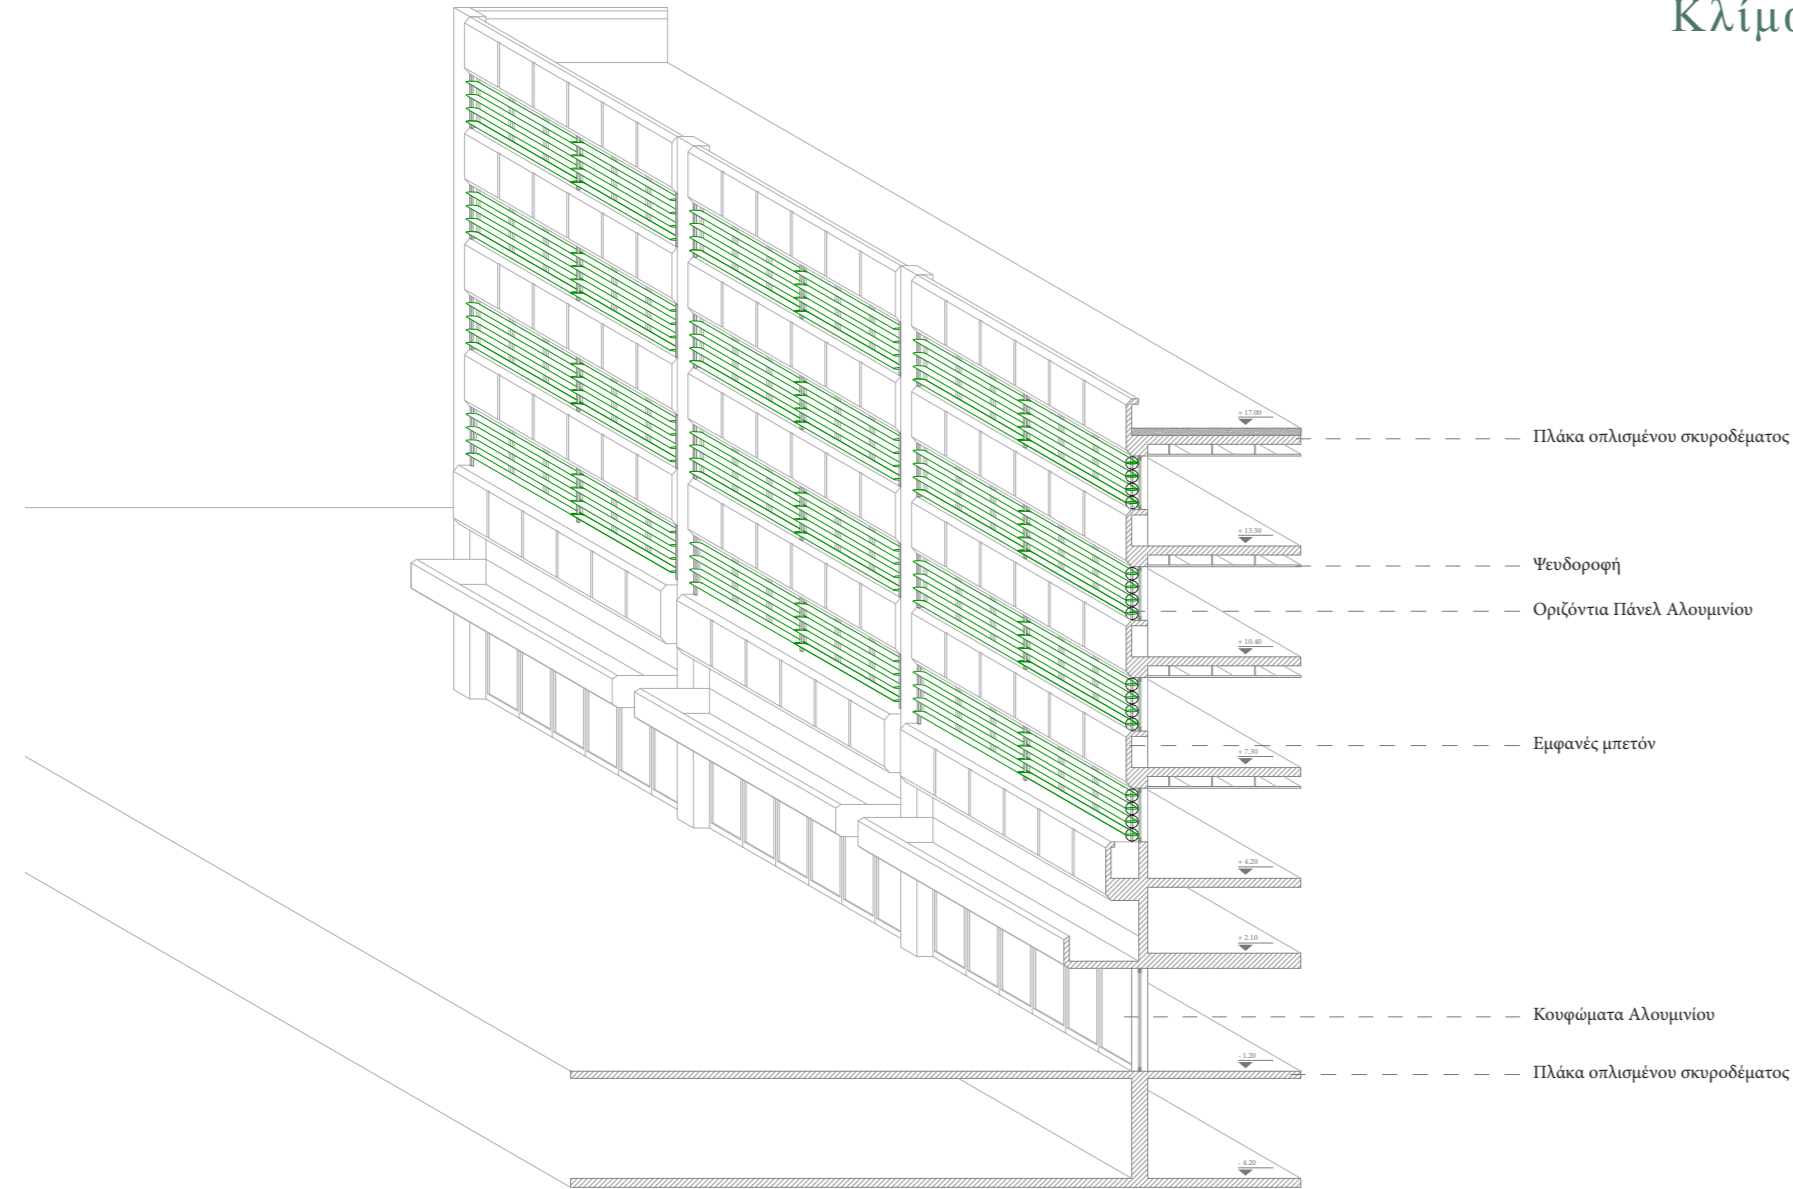 Κλίμα
+ 17.00
Πλάκα οπλισμένου σκυροδέματος
+ 13.50
Ψευδοροφή
Οριζόντια Πάνελ Αλουμινίου
+ 10.40
Εμφανές μπετόν
+ 7.30
+ 4.20
+ 2.10
Κουφώματα Αλουμινίου
- 1.20
Πλάκα οπλισμένου σκυροδέματος
- 4.20